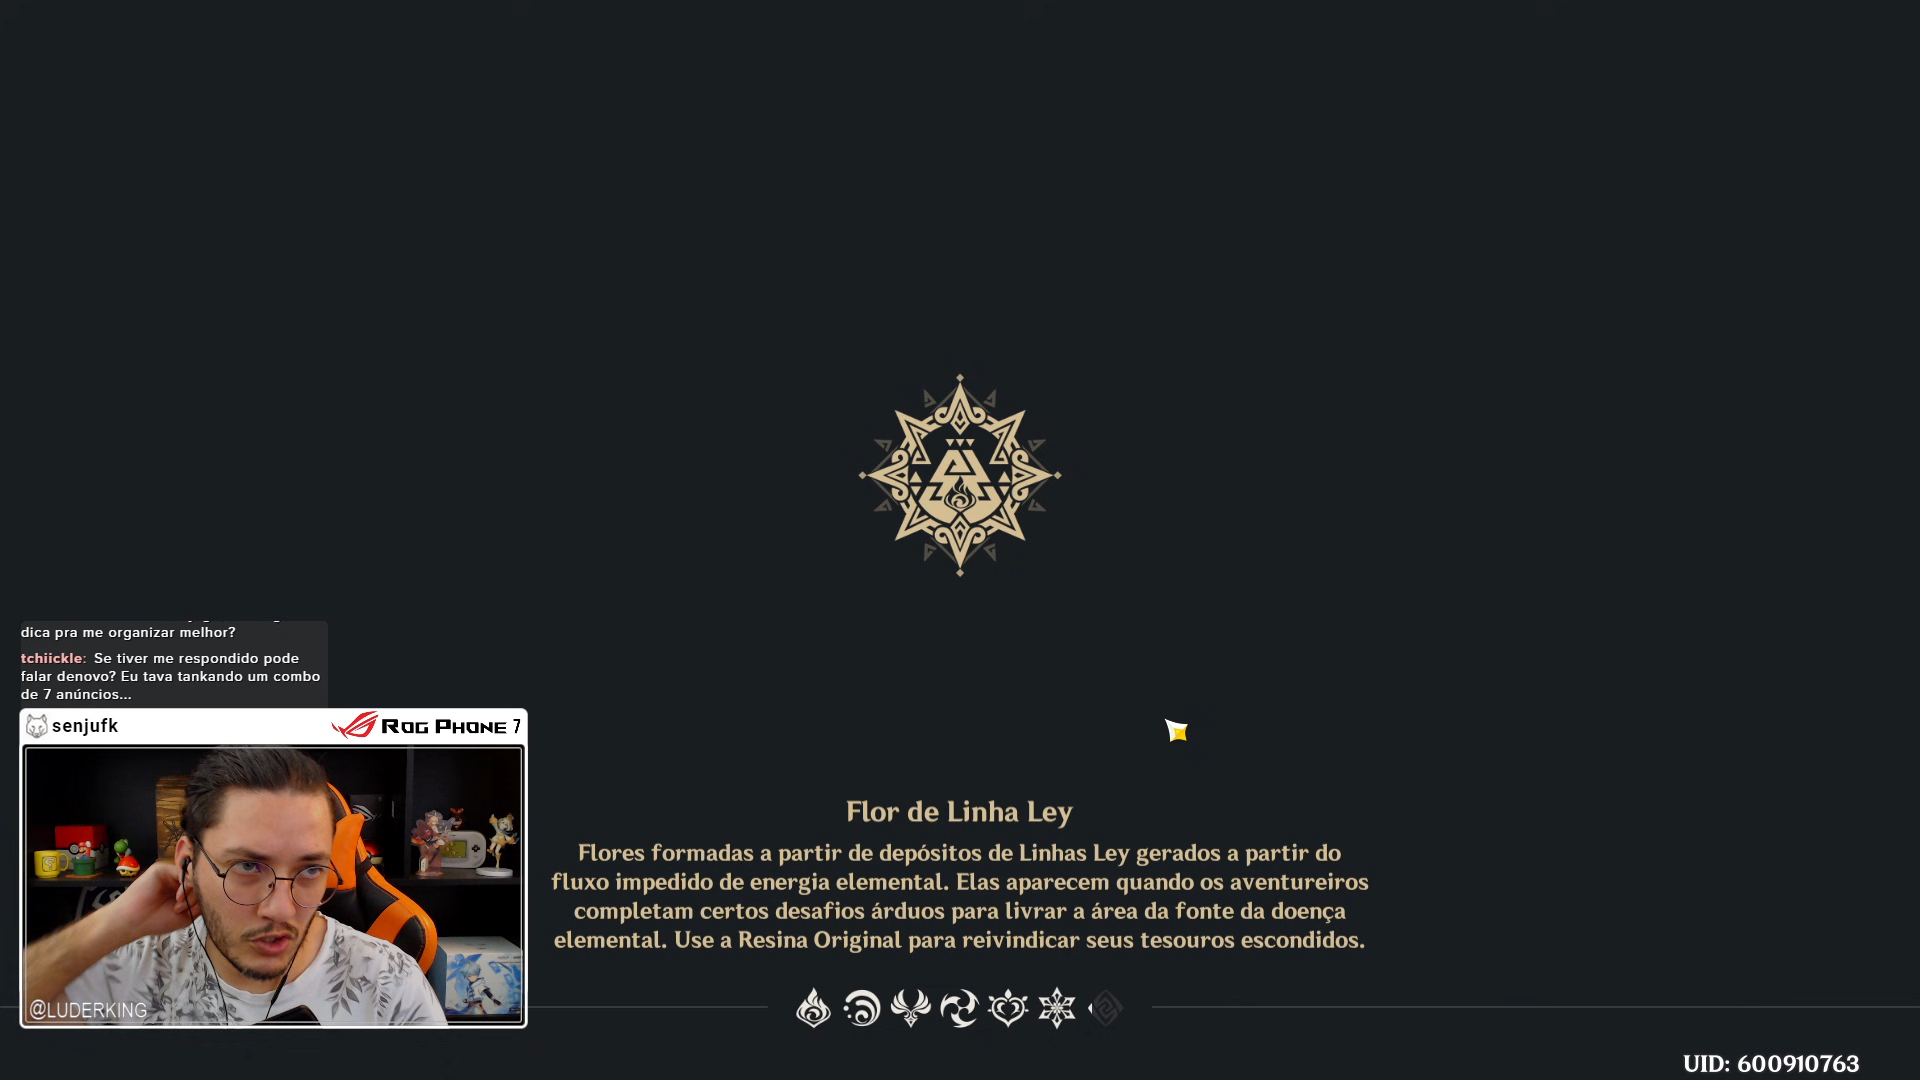 dica pra me organizar melhor?
tchiickle: Se tiver me respondido pode
falar denovo? Eu tava tankando um combo
de 7 anúncios...
senjufk
ROG PHONE 7
@LUDERKING
Flor de Linha Ley
Flores formadas a partir de depósitos de Linhas Ley gerados a partir do
fluxo impedido de energia elemental. Elas aparecem quando os aventureiros
completam certos desafios árduos para livrar a área da fonte da doença
elemental. Use a Resina Original para reivindicar seus tesouros escondidos.
UID: 600910763